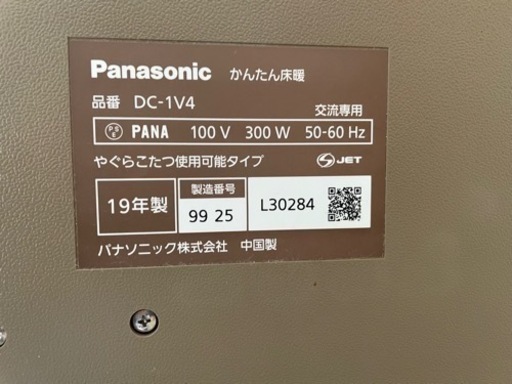 Panasonic かんたん床暖
品番 DC-1V4 交流専用
PSE PANA 100 V 300 W 50-60 Hz
やぐらこたつ使用可能タイプ SJET
19年製 製造番号 99 25 L30284
パナソニック株式会社 中国製